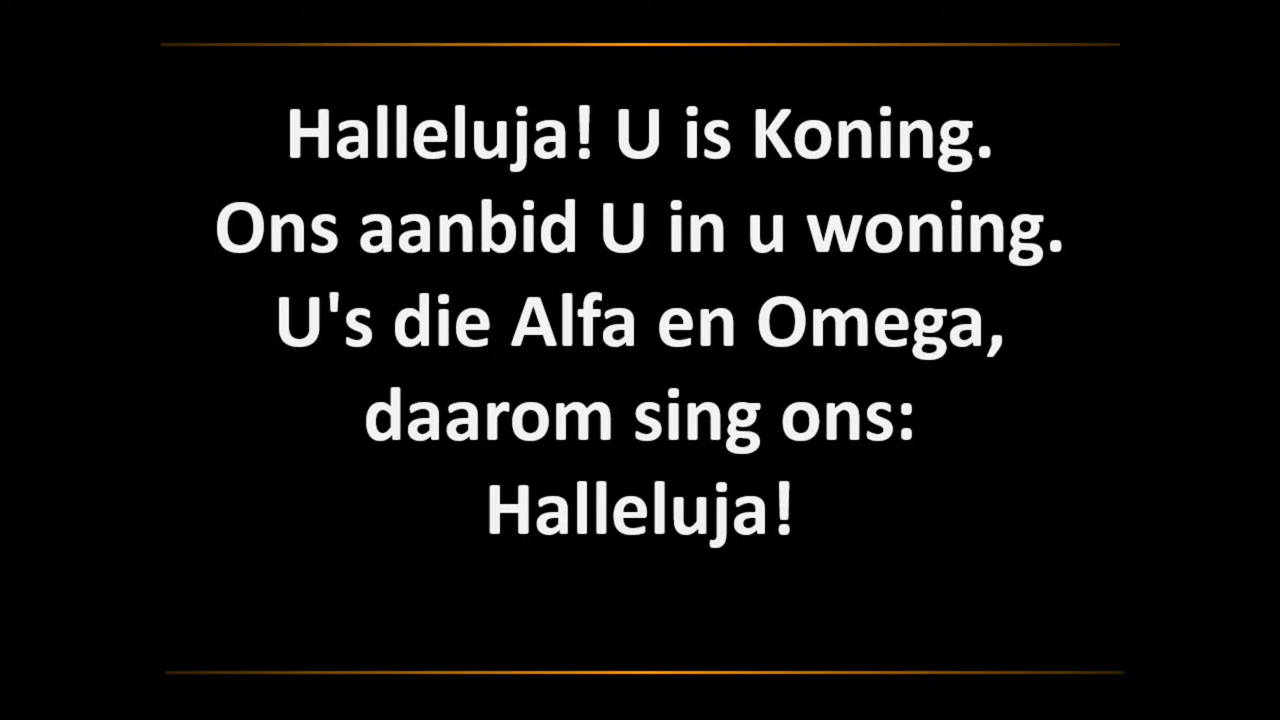 Halleluja! U is Koning.
Ons aanbid U in u woning.
U's die Alfa en Omega,
daarom sing ons:
Halleluja!